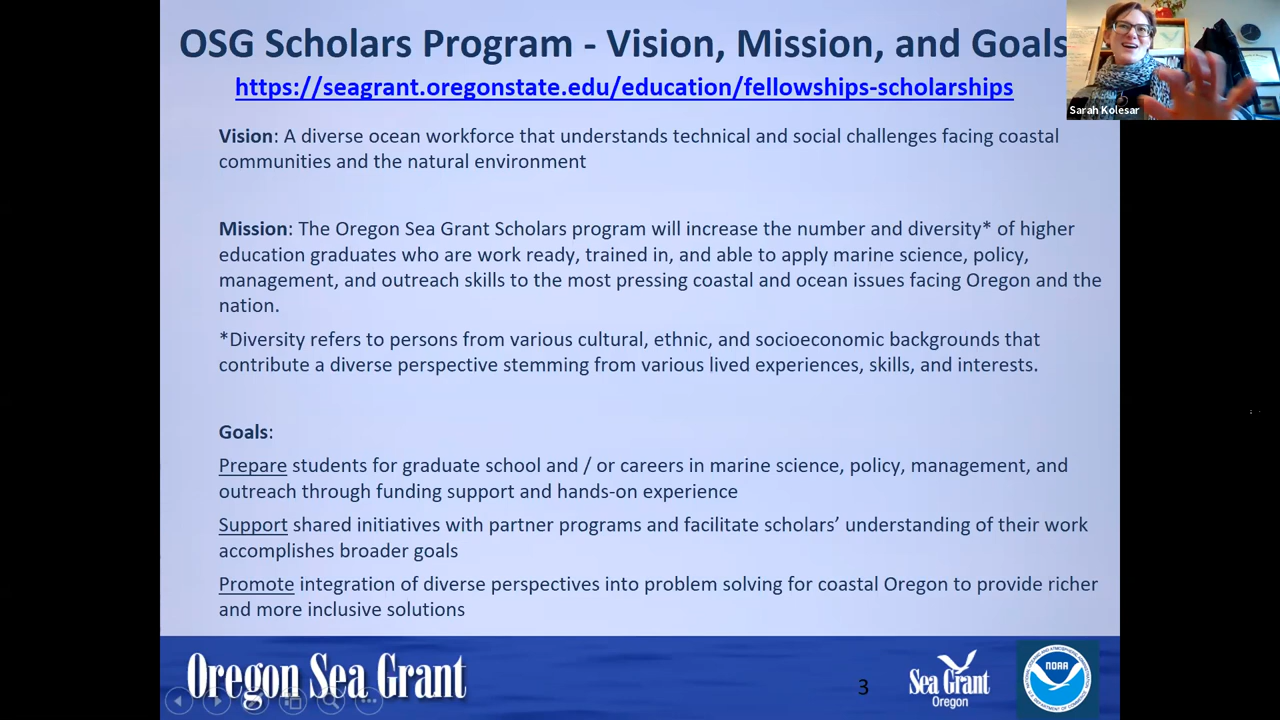 OSG Scholars Program - Vision, Mission, and Goals
https://seagrant.oregonstate.edu/education/fellowships-scholarships
Sarah Kolesar
Vision: A diverse ocean workforce that understands technical and social challenges facing coastal
communities and the natural environment
Mission: The Oregon Sea Grant Scholars program will increase the number and diversity* of higher
education graduates who are work ready, trained in, and able to apply marine science, policy,
management, and outreach skills to the most pressing coastal and ocean issues facing Oregon and the
nation.
*Diversity refers to persons from various cultural, ethnic, and socioeconomic backgrounds that
contribute a diverse perspective stemming from various lived experiences, skills, and interests.
Goals:
Prepare students for graduate school and / or careers in marine science, policy, management, and
outreach through funding support and hands-on experience
Support shared initiatives with partner programs and facilitate scholars’ understanding of their work
accomplishes broader goals
Promote integration of diverse perspectives into problem solving for coastal Oregon to provide richer
and more inclusive solutions
Oregon Sea Grant
3
Sea Grant
Oregon
NOAA